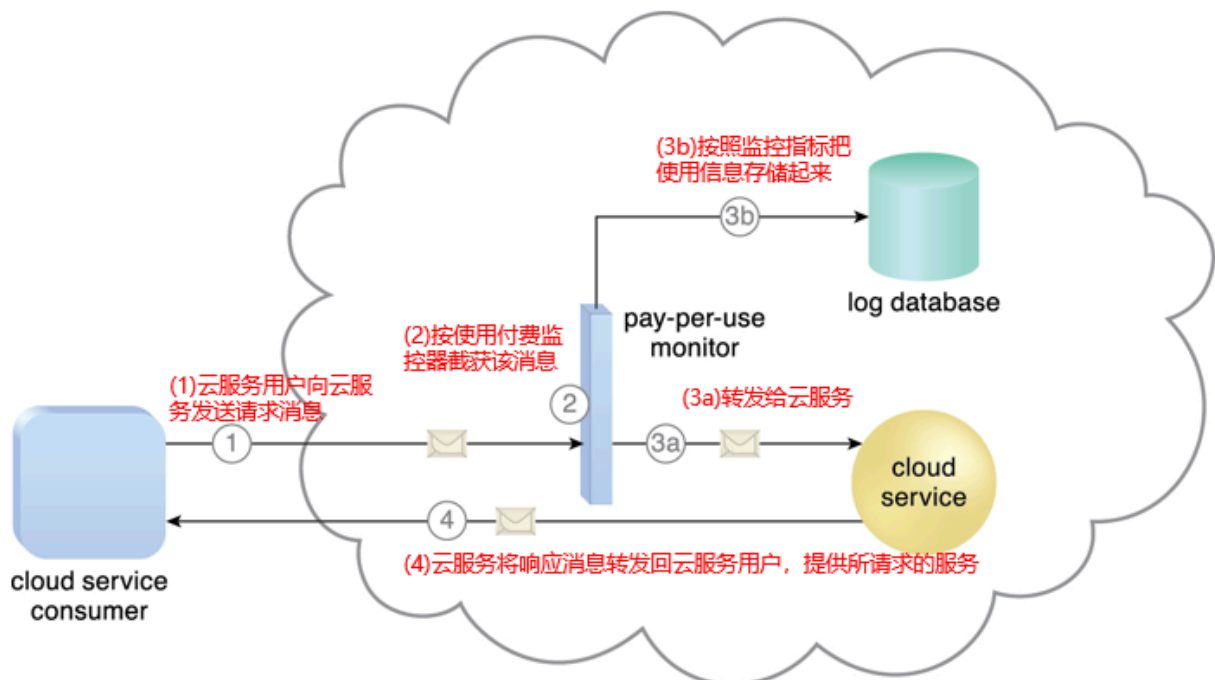 (3b)按照监控指标把
使用信息存储起来
3b
log database
pay-per-use
monitor
(2)按使用付费监
控器截获该消息
2
(1)云服务用户向云服
务发送请求消息
1
(3a)转发给云服务
3a
cloud
service
4
(4)云服务将响应消息转发回云服务用户，提供所请求的服务
cloud service
consumer